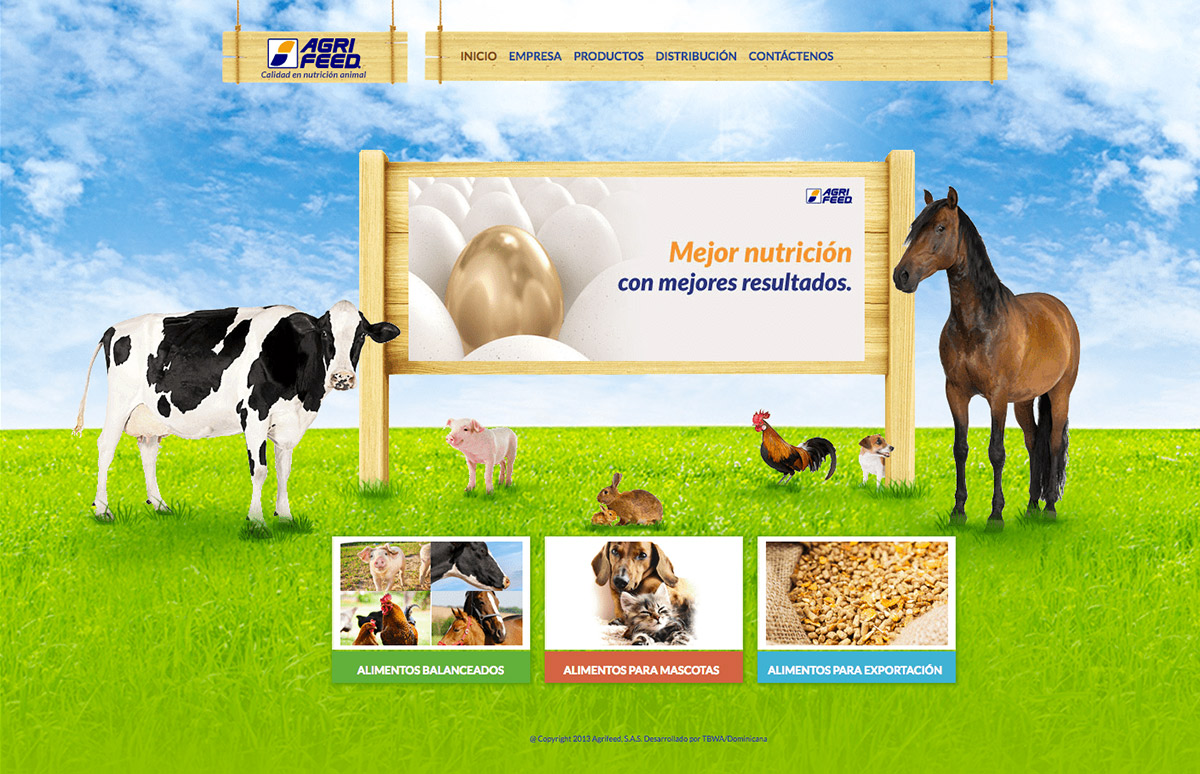 AGRI
FEED
Calidad en nutrición animal
INICIO EMPRESA PRODUCTOS DISTRIBUCIÓN CONTÁCTENOS
AGRI
FEED
Mejor nutrición
con mejores resultados.
ALIMENTOS BALANCEADOS
ALIMENTOS PARA MASCOTAS
ALIMENTOS PARA EXPORTACIÓN
@ Copyright 2013 Agrifeed, S.A.S. Desarrollado por TBWA/Dominicana